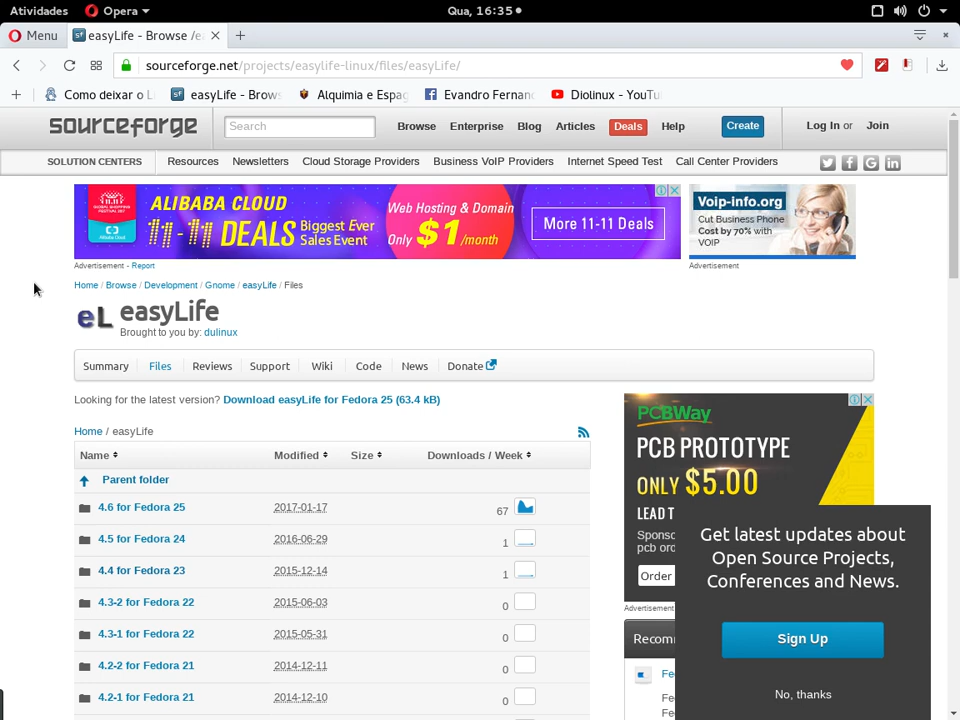 Atividades Opera Qua, 16:35
Menu easyLife - Browse /e
sourceforge.net/projects/easylife-linux/files/easyLife/
Como deixar o L easyLife - Brows Alquimia e Espag Evandro Fernan Diolinux - YouTu
sourceforge Search Browse Enterprise Blog Articles Deals Help Create Log In or Join
SOLUTION CENTERS Resources Newsletters Cloud Storage Providers Business VoIP Providers Internet Speed Test Call Center Providers
ALIBABA CLOUD
11-11 DEALS Biggest Ever Sales Event
Web Hosting & Domain
Only $1/month
More 11-11 Deals
Voip-info.org
Cut Business Phone
Cost by 70% with
VOIP
Advertisement - Report
Advertisement
Home / Browse / Development / Gnome / easyLife / Files
eL easyLife
Brought to you by: dulinux
Summary Files Reviews Support Wiki Code News Donate
Looking for the latest version? Download easyLife for Fedora 25 (63.4 kB)
Home / easyLife
Name Modified Size Downloads / Week
Parent folder
4.6 for Fedora 25 2017-01-17 67
4.5 for Fedora 24 2016-06-29 1
4.4 for Fedora 23 2015-12-14 1
4.3-2 for Fedora 22 2015-06-03 0
4.3-1 for Fedora 22 2015-05-31 0
4.2-2 for Fedora 21 2014-12-11 0
4.2-1 for Fedora 21 2014-12-10 0
PCBWay
PCB PROTOTYPE
ONLY $5.00
LEAD T
Sponso
pcb ord
Order
Advertisement
Recom
Fe
Fe
Fed
Get latest updates about
Open Source Projects,
Conferences and News.
Sign Up
No, thanks